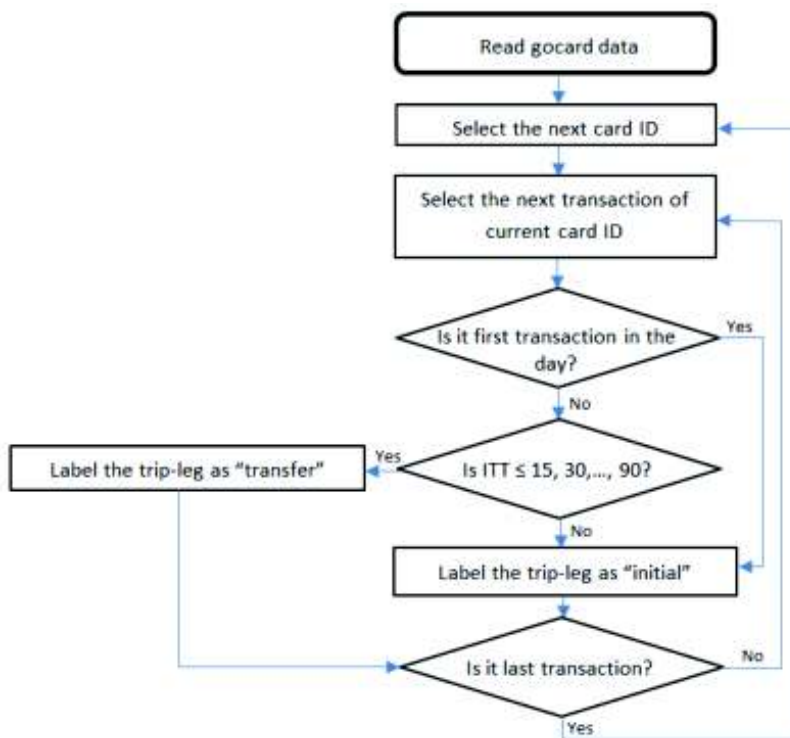 Read gocard data
Select the next card ID
Select the next transaction of
current card ID
Is it first transaction in the
day?
Yes
No
Is ITT ≤ 15, 30,..., 90?
Yes
Label the trip-leg as “transfer”
No
Label the trip-leg as “initial”
Is it last transaction?
No
Yes